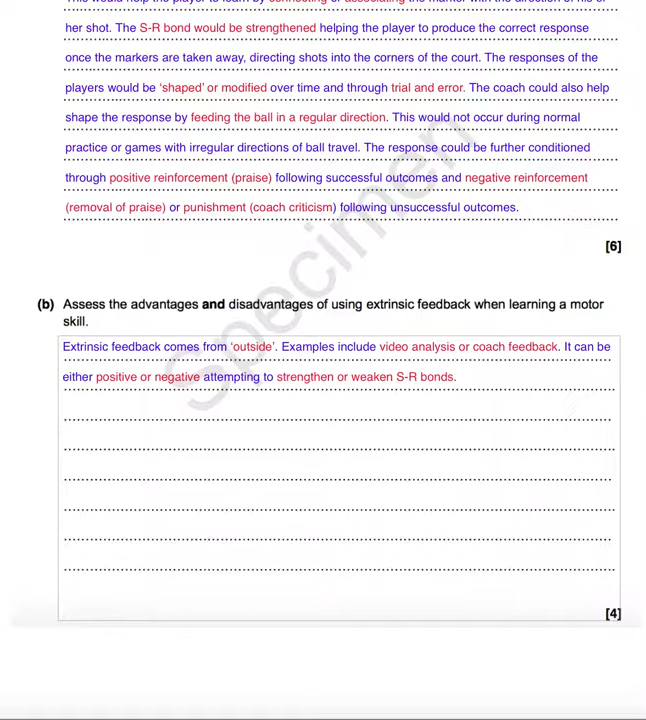 her shot. The S-R bond would be strengthened helping the player to produce the correct response
once the markers are taken away, directing shots into the corners of the court. The responses of the
players would be 'shaped' or modified over time and through trial and error. The coach could also help
shape the response by feeding the ball in a regular direction. This would not occur during normal
practice or games with irregular directions of ball travel. The response could be further conditioned
through positive reinforcement (praise) following successful outcomes and negative reinforcement
(removal of praise) or punishment (coach criticism) following unsuccessful outcomes.
[6]
Specimen
(b) Assess the advantages and disadvantages of using extrinsic feedback when learning a motor
skill.
Extrinsic feedback comes from 'outside'. Examples include video analysis or coach feedback. It can be
either positive or negative attempting to strengthen or weaken S-R bonds.
[4]